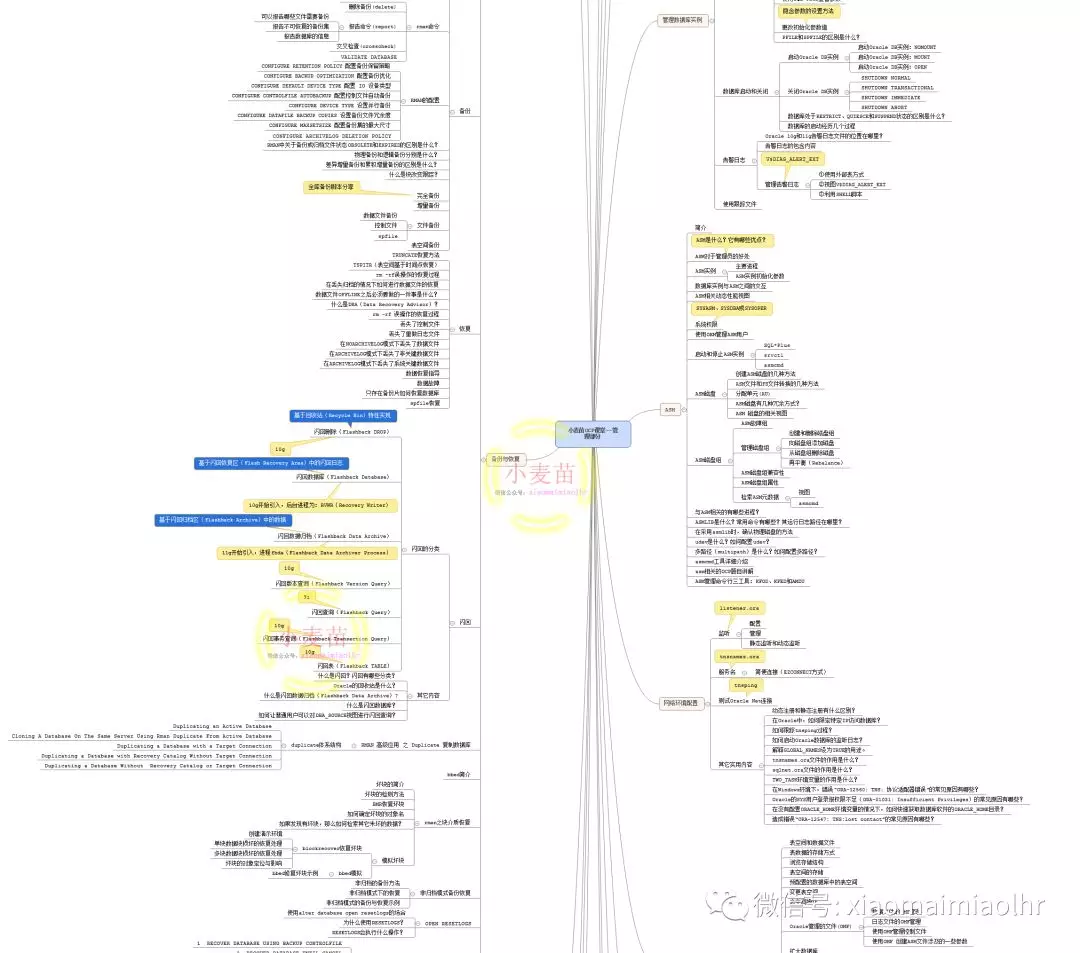 删除备份(delete)
可以报告哪些文件需要备份
报告不可恢复的备份集
报告数据库的信息
报告命令(report)
rman命令
交叉检查(crosscheck)
VALIDATE DATABASE
CONFIGURE RETENTION POLICY 配置备份保留策略
CONFIGURE BACKUP OPTIMIZATION 配置备份优化
CONFIGURE DEFAULT DEVICE TYPE 配置 IO 设备类型
CONFIGURE CONTROLFILE AUTOBACKUP 配置控制文件自动备份
CONFIGURE DEVICE TYPE 设置并行备份
CONFIGURE DATAFILE BACKUP COPIES 设置备份文件冗余度
CONFIGURE MAXSETSIZE 配置备份集的最大尺寸
CONFIGURE ARCHIVELOG DELETION POLICY
RMAN的配置
备份
RMAN中关于备份或归档文件状态OBSOLETE和EXPIRED的区别是什么?
物理备份和逻辑备份分别是什么?
差异增量备份和累积增量备份的区别是什么?
什么是块改变跟踪?
全库备份脚本分享
完全备份
增量备份
数据文件备份
控制文件
spfile
文件备份
表空间备份
TRUNCATE恢复方法
TSPITR(表空间基于时间点恢复)
rm -rf误操作的恢复过程
在丢失归档的情况下如何进行数据文件的恢复
数据文件OFFLINE之后必须要做的一件事是什么?
什么是DRA(Data Recovery Advisor)?
rm -rf 误操作的恢复过程
丢失了控制文件
丢失了重做日志文件
恢复
在NOARCHIVELOG模式下丢失了数据文件
在ARCHIVELOG模式下丢失了非关键数据文件
在ARCHIVELOG模式下丢失了系统关键数据文件
数据恢复指导
数据故障
只存在备份片如何恢复数据库
spfile恢复
基于回收站(Recycle Bin)特性实现
闪回删除(Flashback DROP)
10g
基于闪回恢复区(Flash Recovery Area)中的闪回日志
闪回数据库(Flashback Database)
10g开始引入,后台进程为:RVWR(Recovery Writer)
基于闪回归档区(Flashback Archive)中的数据
闪回数据归档(Flashback Data Archive)
11g开始引入,进程fbda(Flashback Data Archiver Process)
闪回的分类
10g
闪回版本查询(Flashback Version Query)
9i
闪回查询(Flashback Query)
10g
闪回事务查询(Flashback Transaction Query)
10g
闪回表(Flashback TABLE)
闪回
什么是闪回?闪回有哪些分类?
Oracle的回收站是什么?
什么是闪回数据归档(Flashback Data Archive)?
什么是闪回数据库?
如何让普通用户可以对DBA_SOURCE视图进行闪回查询?
其它内容
Duplicating an Active Database
Cloning A Database On The Same Server Using Rman Duplicate From Active Database
Duplicating a Database with a Target Connection
Duplicating a Database with Recovery Catalog Without Target Connection
Duplicating a Database Without Recovery Catalog or Target Connection
duplicate体系结构
RMAN 高级应用 之 Duplicate 复制数据库
bbed简介
坏块的简介
坏块的检测方法
BMR恢复坏块
如何确定坏块的对象名
如果发现有坏块,那么如何检索其它未坏的数据?
rman之块介质恢复
创建演示环境
单块数据块损坏的恢复处理
多块数据块损坏的恢复处理
坏块的对象定位与影响
blockrecover恢复坏块
模拟坏块
bbed修复坏块示例
bbed模拟
非归档的备份方法
非归档模式下的恢复
非归档模式的备份与恢复示例
非归档模式备份恢复
使用alter database open resetlogs的场合
为什么使用RESETLOGS?
RESETLOGS会执行什么操作?
OPEN RESETLOGS
1 RECOVER DATABASE USING BACKUP CONTROLFILE
备份与恢复
小麦苗OCP课堂--管理部分
小麦苗
微信公众号:xiaomaimiaolhr
小麦苗
管理数据库实例
隐含参数的设置方法
更改初始化参数值
PFILE和SPFILE的区别是什么?
启动Oracle DB实例
启动Oracle DB实例:NOMOUNT
启动Oracle DB实例:MOUNT
启动Oracle DB实例:OPEN
数据库启动和关闭
关闭Oracle DB实例
SHUTDOWN NORMAL
SHUTDOWN TRANSACTIONAL
SHUTDOWN IMMEDIATE
SHUTDOWN ABORT
数据库处于RESTRICT、QUIESCE和SUSPEND状态的区别是什么?
数据库的启动经历几个过程
Oracle 10g和11g告警日志文件的位置在哪里?
告警日志的包含内容
告警日志
V$DIAG_ALERT_EXT
管理告警日志
①使用外部表方式
②视图V$DIAG_ALERT_EXT
③利用SHELL脚本
使用跟踪文件
简介
ASM是什么?它有哪些优点?
ASM对于管理员的好处
ASM实例
主要进程
ASM实例初始化参数
数据库实例与ASM之间的交互
ASM相关动态性能视图
SYSASM、SYSDBA和SYSOPER
系统权限
使用OEM管理ASM用户
启动和停止ASM实例
SQL*Plus
srvctl
asmcmd
创建ASM磁盘的几种方法
ASM文件和FS文件转换的几种方法
ASM磁盘
分配单元(AU)
ASM磁盘有几种冗余方式?
ASM 磁盘的相关视图
ASM
ASM故障组
创建和删除磁盘组
向磁盘组添加磁盘
管理磁盘组
从磁盘组删除磁盘
再平衡(Rebalance)
ASM磁盘组
ASM磁盘组兼容性
ASM磁盘组属性
检索ASM元数据
视图
asmcmd
与ASM相关的有哪些进程?
ASMLIB是什么?常用命令有哪些?其运行日志路径在哪里?
在采用asmlib时,确认物理磁盘的方法
udev是什么?如何配置udev?
多路径(multipath)是什么?如何配置多路径?
asmcmd工具详细介绍
asm相关的OCP题目讲解
ASM管理命令行三工具:KFOD、KFED和AMDU
listener.ora
配置
监听
管理
静态监听和动态监听
tnsnames.ora
服务名
简便连接(EZCONNECT方式)
tnsping
测试Oracle Net连接
网络环境配置
动态注册和静态注册有什么区别?
在Oracle中,如何限定特定IP访问数据库?
如何跟踪tnsping过程?
如何启动Oracle数据库的监听日志?
解释GLOBAL_NAMES设为TRUE的用途。
其它实用内容
tnsnames.ora文件的作用是什么?
sqlnet.ora文件的作用是什么?
TWO_TASK环境变量的作用是什么?
在Windows环境下,错误“ORA-12560: TNS: 协议适配器错误”的常见原因有哪些?
Oracle的SYS用户登录报权限不足(ORA-01031: Insufficient Privileges)的常见原因有哪些?
在没有配置ORACLE_HOME环境变量的情况下,如何快速获取数据库软件的ORACLE_HOME目录?
造成错误“ORA-12547: TNS:lost contact”的常见原因有哪些?
表空间和数据文件
表数据的存储方式
浏览存储结构
表空间的存储
预配置的数据库中的表空间
变更表空间
Oracle管理的文件(OMF)
日志文件的OMF管理
使用OMF管理控制文件
使用OMF 创建ASM文件涉及的一些参数
扩大数据库
微信号: xiaomaimiaolhr